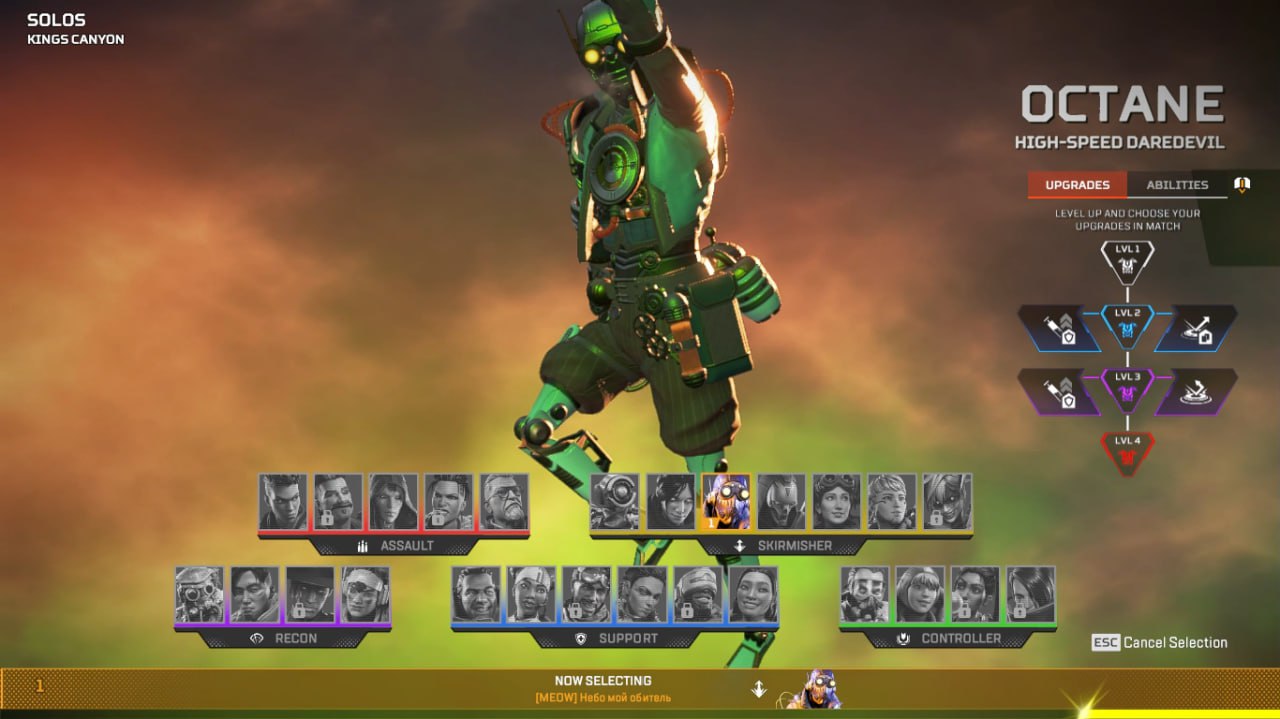 SOLOS
KINGS CANYON
OCTANE
HIGH-SPEED DAREDEVIL
UPGRADES
ABILITIES
LEVEL UP AND CHOOSE YOUR
UPGRADES IN MATCH
LVL 1
LVL 2
LVL 3
LVL 4
1
ASSAULT
SKIRMISHER
RECON
SUPPORT
CONTROLLER
ESC Cancel Selection
1
NOW SELECTING
[MEOW] Небо мой обитель